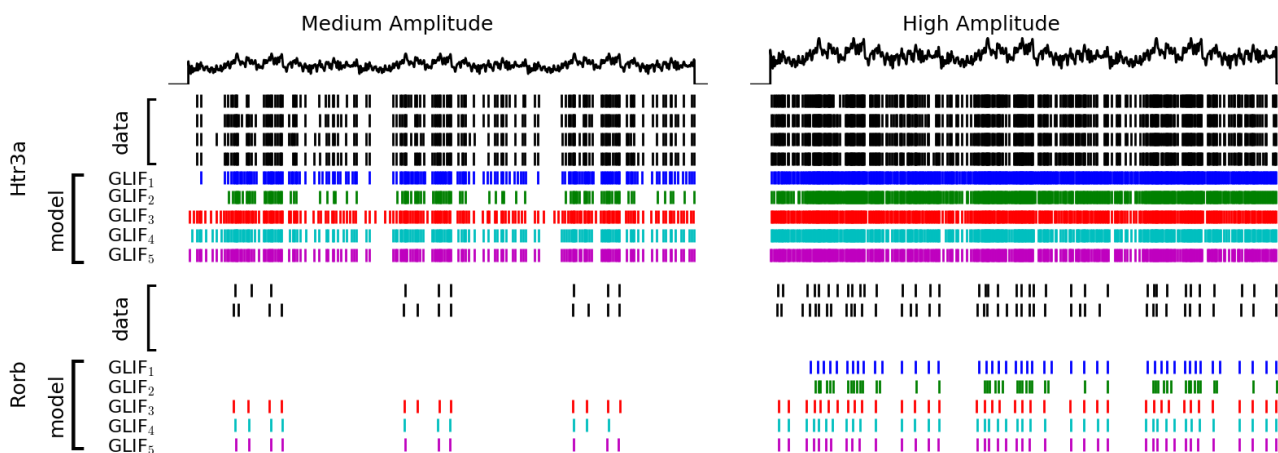 Medium Amplitude
High Amplitude
Htr3a
data
model
GLIF₁
GLIF₂
GLIF₃
GLIF₄
GLIF₅
Rorb
data
model
GLIF₁
GLIF₂
GLIF₃
GLIF₄
GLIF₅